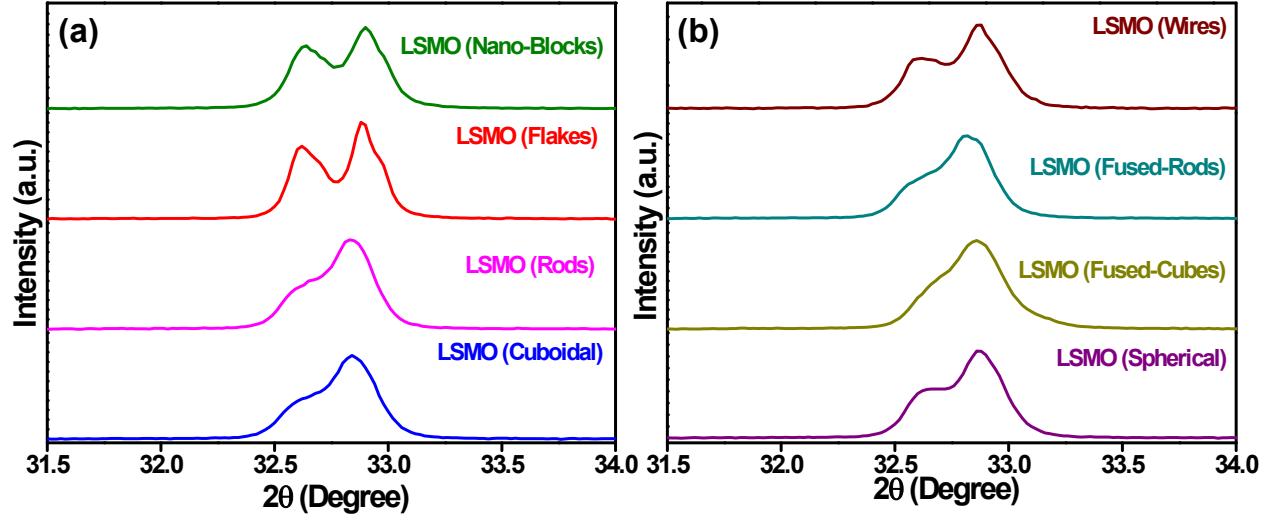 (a)
LSMO (Nano-Blocks)
LSMO (Flakes)
LSMO (Rods)
LSMO (Cuboidal)
Intensity (a.u.)
31.5 32.0 32.5 33.0 33.5 34.0
2θ (Degree)
(b)
LSMO (Wires)
LSMO (Fused-Rods)
LSMO (Fused-Cubes)
LSMO (Spherical)
Intensity (a.u.)
31.5 32.0 32.5 33.0 33.5 34.0
2θ (Degree)